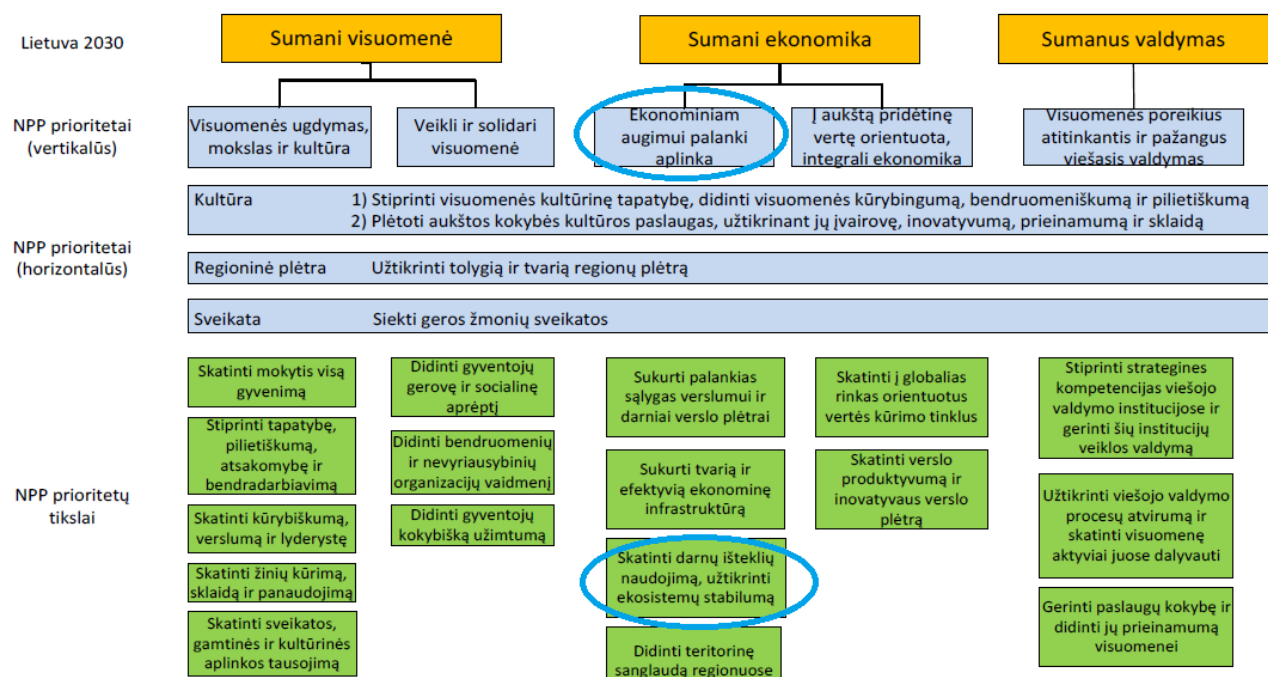 Lietuva 2030
Sumani visuomenė
Sumani ekonomika
Sumanus valdymas
NPP prioritetai
(vertikalūs)
Visuomenės ugdymas,
mokslas ir kultūra
Veikli ir solidari
visuomenė
Ekonominiam
augimui palanki
aplinka
Į aukštą pridėtinę
vertę orientuota,
integrali ekonomika
Visuomenės poreikius
atitinkantis ir pažangus
viešasis valdymas
NPP prioritetai
(horizontalūs)
Kultūra 1) Stiprinti visuomenės kultūrinę tapatybę, didinti visuomenės kūrybingumą, bendruomeniškumą ir pilietiškumą
2) Plėtoti aukštos kokybės kultūros paslaugas, užtikrinant jų įvairovę, inovatyvumą, prieinamumą ir sklaidą
Regioninė plėtra Užtikrinti tolygią ir tvarią regionų plėtrą
Sveikata Siekti geros žmonių sveikatos
NPP prioritetų
tikslai
Skatinti mokytis visą
gyvenimą
Stiprinti tapatybę,
pilietiškumą,
atsakomybę ir
bendradarbiavimą
Skatinti kūrybiškumą,
verslumą ir lyderystę
Skatinti žinių kūrimą,
sklaidą ir panaudojimą
Skatinti sveikatos,
gamtinės ir kultūrinės
aplinkos tausojimą
Didinti gyventojų
gerovę ir socialinę
aprėptį
Didinti bendruomenių
ir nevyriausybinių
organizacijų vaidmenį
Didinti gyventojų
kokybišką užimtumą
Sukurti palankias
sąlygas verslumui ir
darniai verslo plėtrai
Sukurti tvarią ir
efektyvią ekonominę
infrastruktūrą
Skatinti darnų išteklių
naudojimą, užtikrinti
ekosistemų stabilumą
Didinti teritorinę
sanglaudą regionuose
Skatinti į globalias
rinkas orientuotus
vertės kūrimo tinklus
Skatinti verslo
produktyvumą ir
inovatyvaus verslo
plėtrą
Stiprinti strategines
kompetencijas viešojo
valdymo institucijose ir
gerinti šių institucijų
veiklos valdymą
Užtikrinti viešojo valdymo
procesų atvirumą ir
skatinti visuomenę
aktyviai juose dalyvauti
Gerinti paslaugų kokybę ir
didinti jų prieinamumą
visuomenei